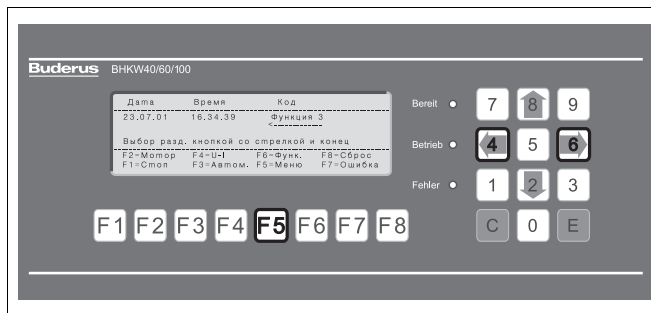 Buderus BHKW40/60/100
Дата Время Код
23.07.01 16.34.39 Функция 3
<
Выбор разд. кнопкой со стрелкой и конец
F2=Мотор F4=U-I F6=Функ. F8=Сброс
F1=Стоп F3=Автом. F5=Меню F7=Ошибка
Bereit
Betrieb
Fehler
7 8 9
4 5 6
1 2 3
C 0 E
F1 F2 F3 F4 F5 F6 F7 F8